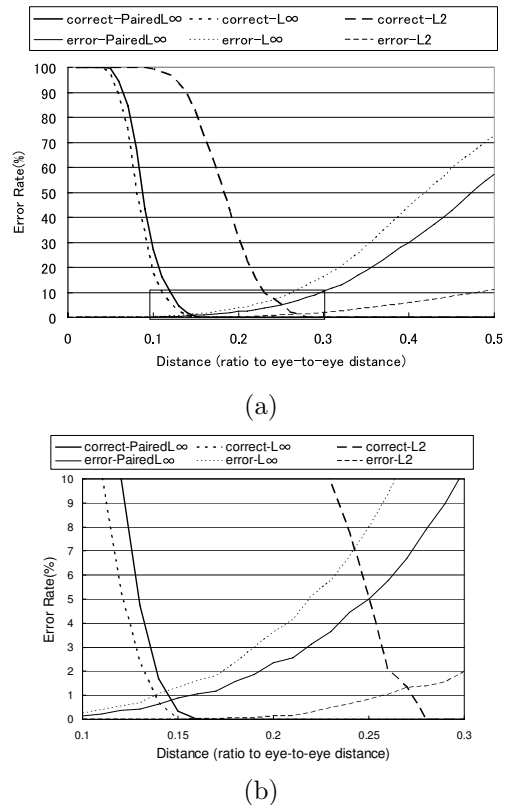 correct-PairedL∞ correct-L∞ correct-L2
error-PairedL∞ error-L∞ error-L2
100
90
80
70
60
50
40
30
20
10
0
Error Rate(%)
0 0.1 0.2 0.3 0.4 0.5
Distance (ratio to eye-to-eye distance)
(a)
correct-PairedL∞ correct-L∞ correct-L2
error-PairedL∞ error-L∞ error-L2
10
9
8
7
6
5
4
3
2
1
0
Error Rate(%)
0.1 0.15 0.2 0.25 0.3
Distance (ratio to eye-to-eye distance)
(b)